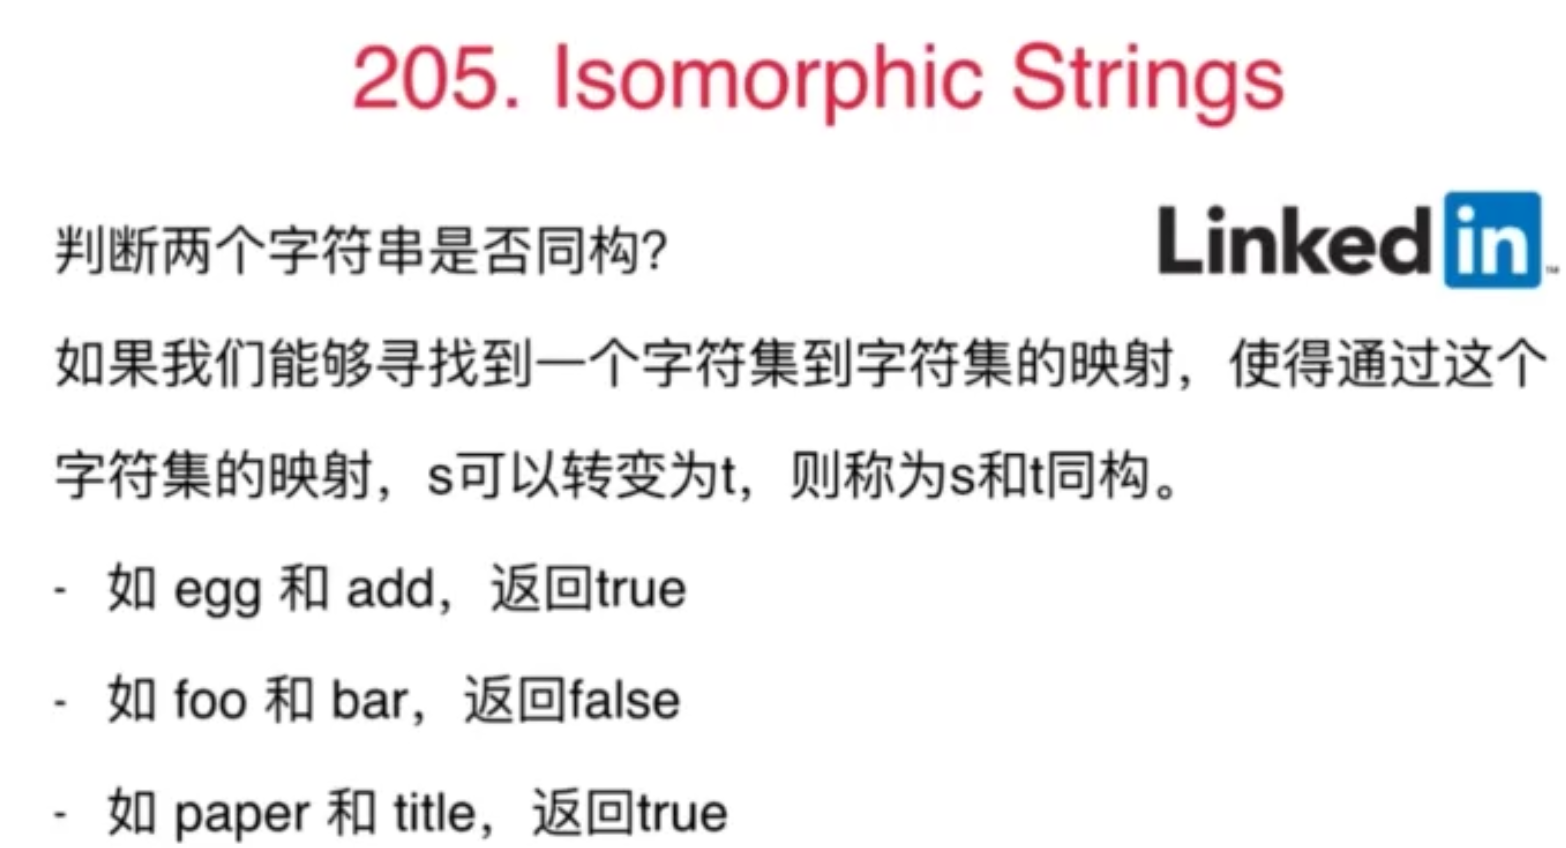 205. Isomorphic Strings
判断两个字符串是否同构?
LinkedIn
如果我们能够寻找到一个字符集到字符集的映射，使得通过这个
字符集的映射，s可以转变为t，则称为s和t同构。
- 如 egg 和 add，返回true
- 如 foo 和 bar，返回false
- 如 paper 和 title，返回true